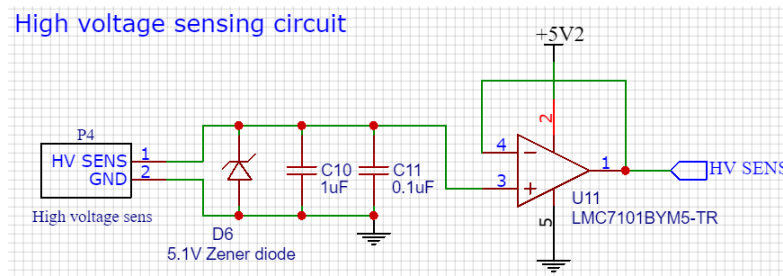 High voltage sensing circuit
+5V2
P4
HV SENS 1
GND 2
High voltage sens
D6
5.1V Zener diode
C10
1uF
C11
0.1uF
2
4
3
1
5
U11
LMC7101BYM5-TR
HV SENS